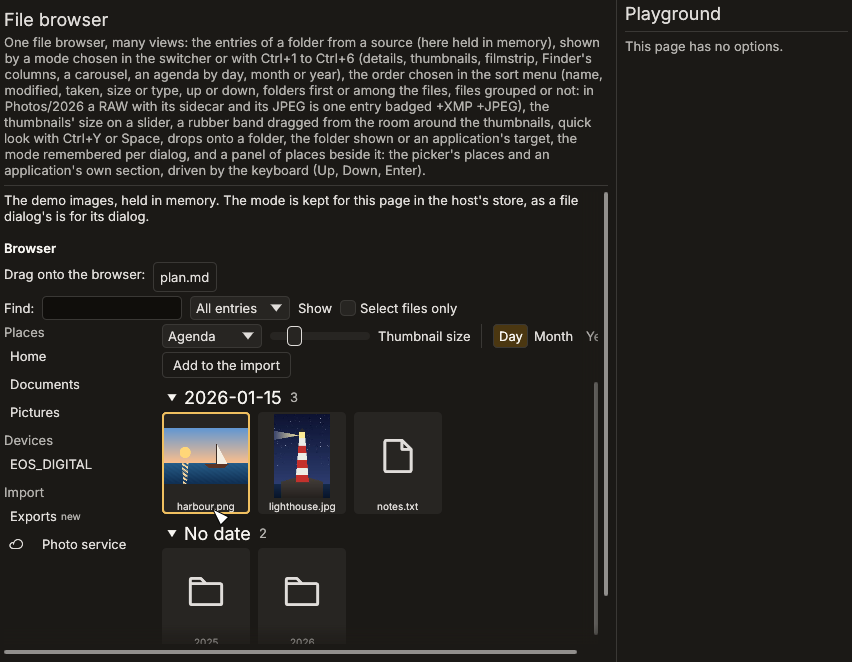 File browser
One file browser, many views: the entries of a folder from a source (here held in memory), shown
by a mode chosen in the switcher or with Ctrl+1 to Ctrl+6 (details, thumbnails, filmstrip, Finder's
columns, a carousel, an agenda by day, month or year), the order chosen in the sort menu (name,
modified, taken, size or type, up or down, folders first or among the files, files grouped or not: in
Photos/2026 a RAW with its sidecar and its JPEG is one entry badged +XMP +JPEG), the
thumbnails' size on a slider, a rubber band dragged from the room around the thumbnails, quick
look with Ctrl+Y or Space, drops onto a folder, the folder shown or an application's target, the
mode remembered per dialog, and a panel of places beside it: the picker's places and an
application's own section, driven by the keyboard (Up, Down, Enter).
The demo images, held in memory. The mode is kept for this page in the host's store, as a file
dialog's is for its dialog.
Browser
Drag onto the browser: plan.md
Find: All entries Show Select files only
Places
Home
Documents
Pictures
Devices
EOS_DIGITAL
Import
Exports new
Photo service
Agenda Thumbnail size Day Month Ye
Add to the import
2026-01-15 3
harbour.png lighthouse.jpg notes.txt
No date 2
2025 2026
Playground
This page has no options.